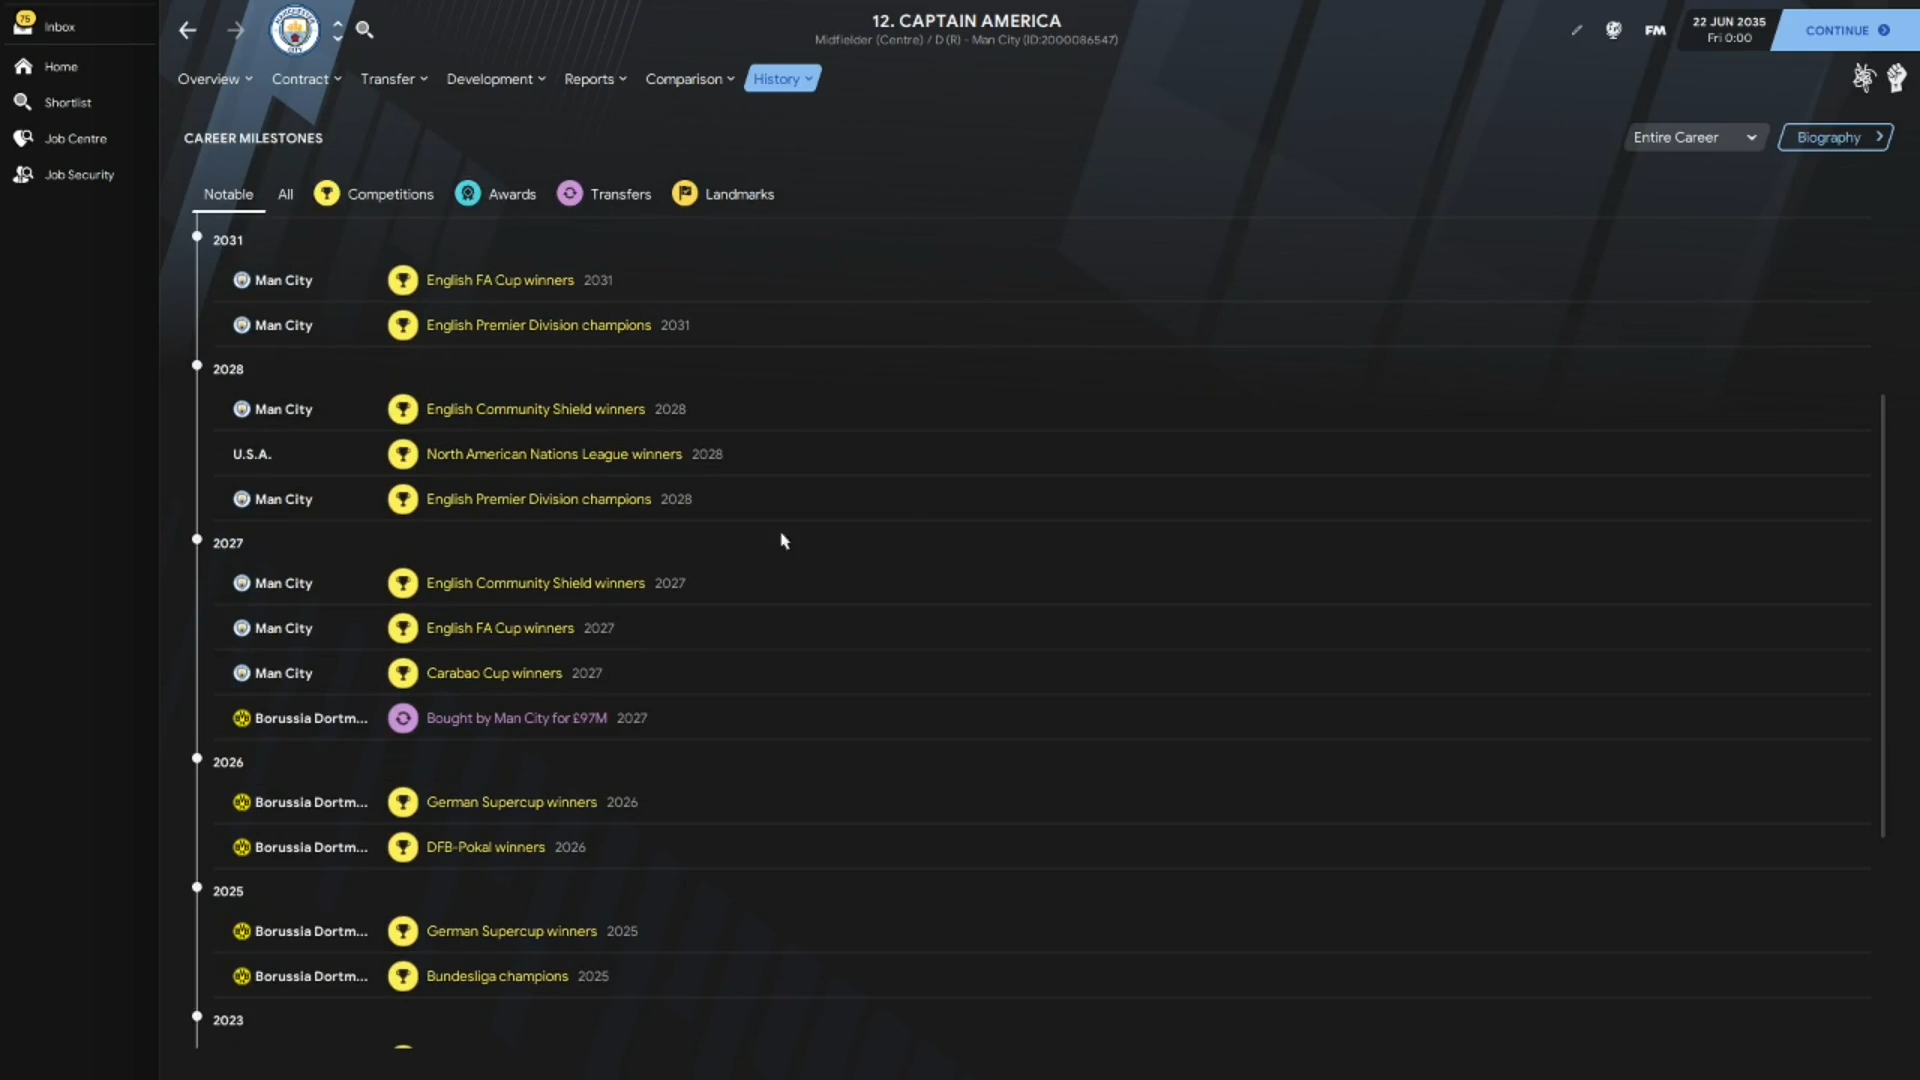 75
Inbox
Home
Shortlist
Job Centre
Job Security
12. CAPTAIN AMERICA
Midfielder (Centre) / D (R) - Man City (ID:2000086547)
FM
22 JUN 2035
Fri 0:00
CONTINUE
Overview
Contract
Transfer
Development
Reports
Comparison
History
CAREER MILESTONES
Entire Career
Biography
Notable
All
Competitions
Awards
Transfers
Landmarks
2031
Man City English FA Cup winners 2031
Man City English Premier Division champions 2031
2028
Man City English Community Shield winners 2028
U.S.A. North American Nations League winners 2028
Man City English Premier Division champions 2028
2027
Man City English Community Shield winners 2027
Man City English FA Cup winners 2027
Man City Carabao Cup winners 2027
Borussia Dortm... Bought by Man City for £97M 2027
2026
Borussia Dortm... German Supercup winners 2026
Borussia Dortm... DFB-Pokal winners 2026
2025
Borussia Dortm... German Supercup winners 2025
Borussia Dortm... Bundesliga champions 2025
2023